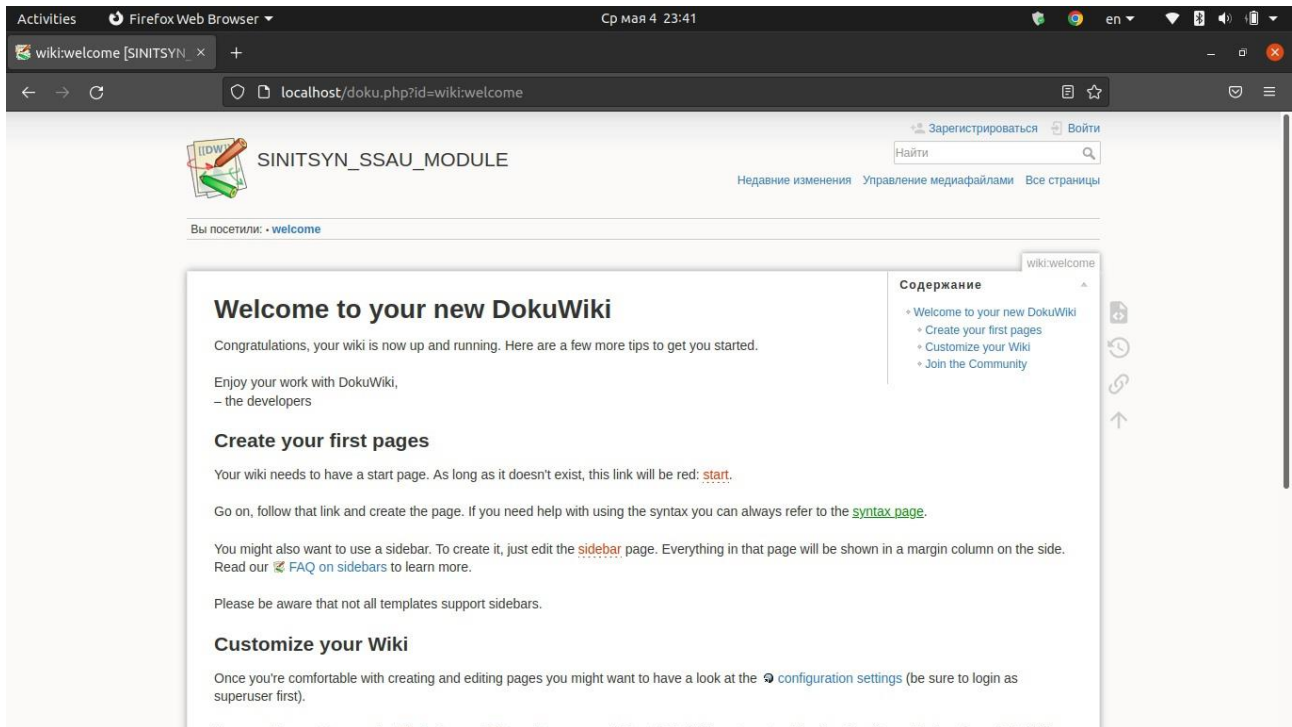 Activities
Firefox Web Browser
Ср мая 4 23:41
en
wiki:welcome [SINITSYN_
localhost/doku.php?id=wiki:welcome
Зарегистрироваться Войти
[[DW
SINITSYN_SSAU_MODULE
Найти
Недавние изменения Управление медиафайлами Все страницы
Вы посетили: • welcome
wiki:welcome
Содержание
Welcome to your new DokuWiki
Create your first pages
Customize your Wiki
Join the Community
Welcome to your new DokuWiki
Congratulations, your wiki is now up and running. Here are a few more tips to get you started.
Enjoy your work with DokuWiki,
– the developers
Create your first pages
Your wiki needs to have a start page. As long as it doesn't exist, this link will be red: start.
Go on, follow that link and create the page. If you need help with using the syntax you can always refer to the syntax page.
You might also want to use a sidebar. To create it, just edit the sidebar page. Everything in that page will be shown in a margin column on the side.
Read our FAQ on sidebars to learn more.
Please be aware that not all templates support sidebars.
Customize your Wiki
Once you're comfortable with creating and editing pages you might want to have a look at the configuration settings (be sure to login as
superuser first).